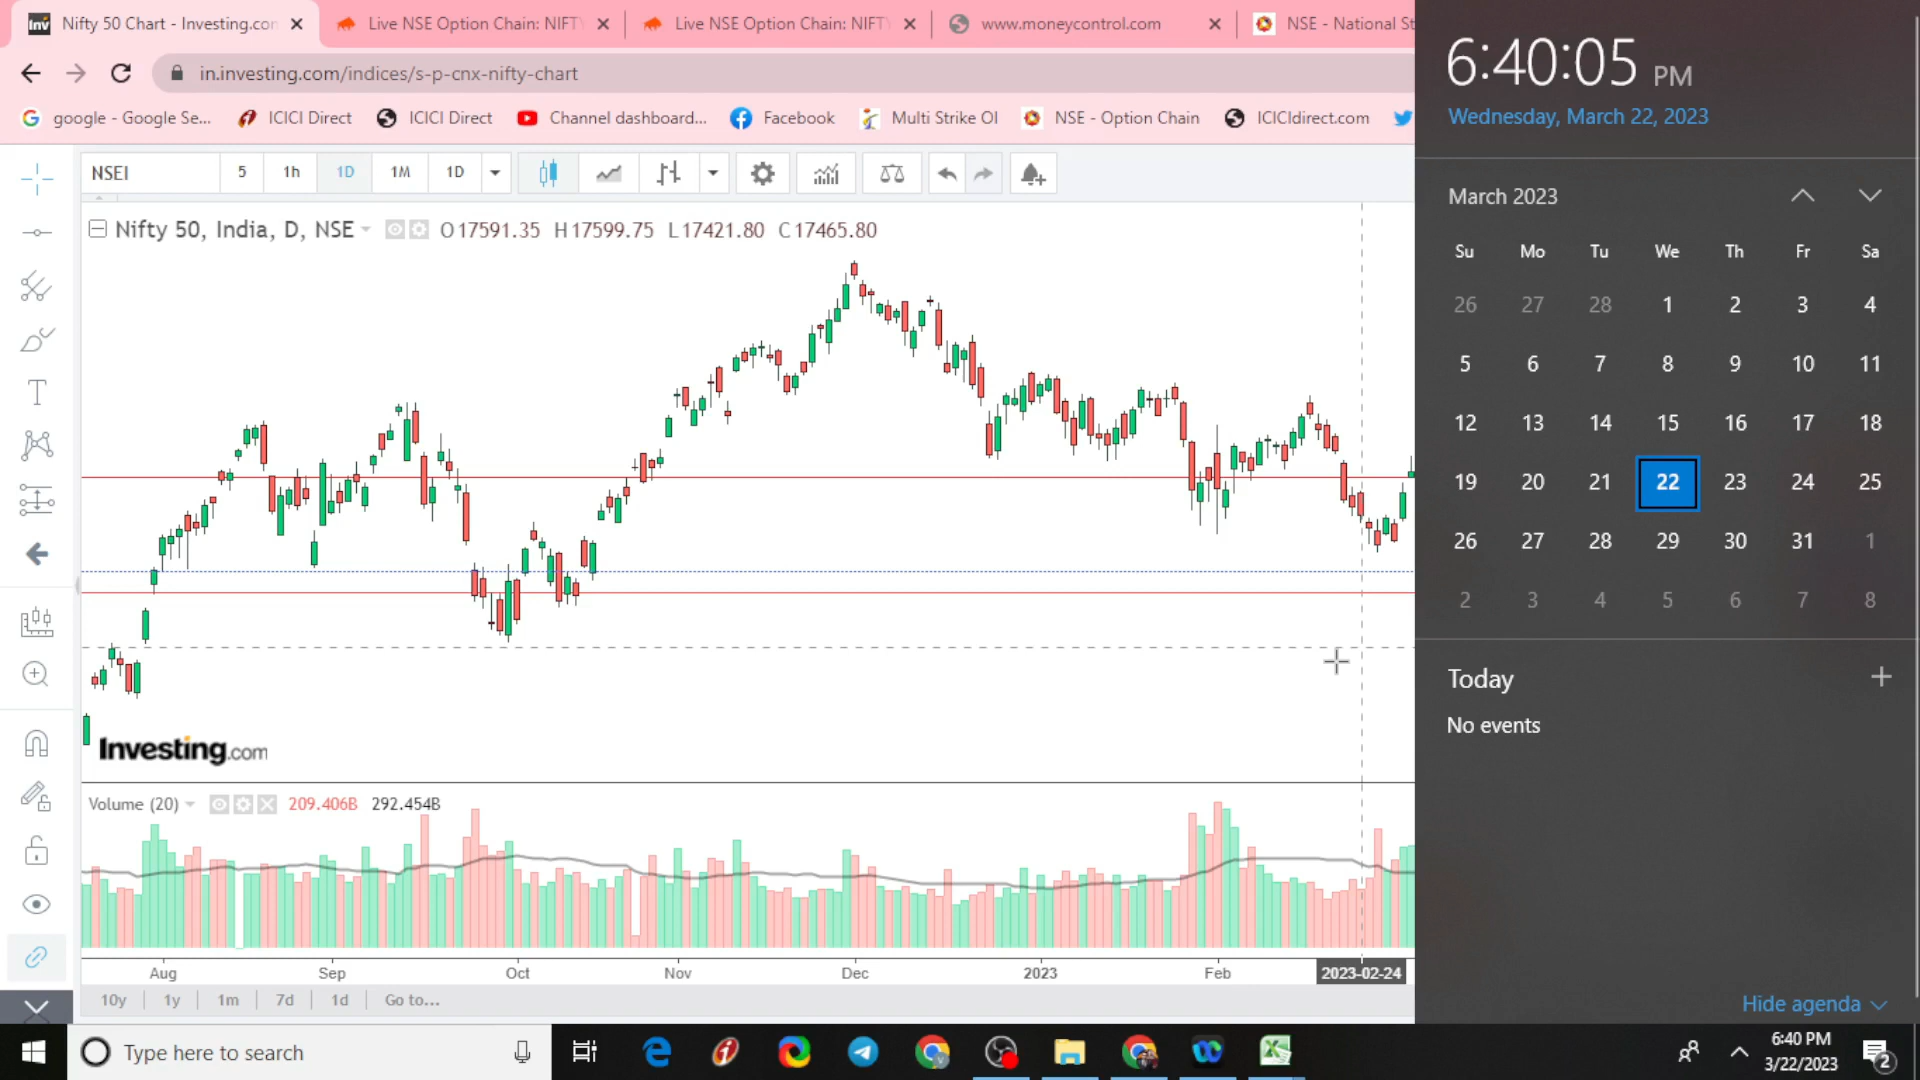 Nifty 50 Chart - Investing.con
Live NSE Option Chain: NIFTY
Live NSE Option Chain: NIFTY
www.moneycontrol.com
NSE - National St
in.investing.com/indices/s-p-cnx-nifty-chart
google - Google Se...
ICICI Direct
ICICI Direct
Channel dashboard...
Facebook
Multi Strike OI
NSE - Option Chain
ICICIdirect.com
NSEI
5
1h
1D
1M
1D
Nifty 50, India, D, NSE
O17591.35 H17599.75 L17421.80 C17465.80
Investing.com
Volume (20)
209.406B 292.454B
Aug
Sep
Oct
Nov
Dec
2023
Feb
2023-02-24
10y
1y
1m
7d
1d
Go to...
6:40:05 PM
Wednesday, March 22, 2023
March 2023
Su Mo Tu We Th Fr Sa
26 27 28 1 2 3 4
5 6 7 8 9 10 11
12 13 14 15 16 17 18
19 20 21 22 23 24 25
26 27 28 29 30 31 1
2 3 4 5 6 7 8
Today
No events
Hide agenda
Type here to search
6:40 PM
3/22/2023
2